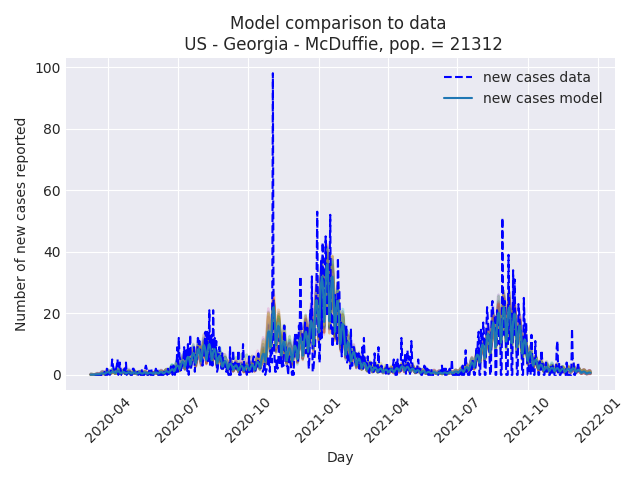 Model comparison to data
US - Georgia - McDuffie, pop. = 21312
new cases data
new cases model
Number of new cases reported
100
80
60
40
20
0
2020-04
2020-07
2020-10
2021-01
2021-04
2021-07
2021-10
2022-01
Day